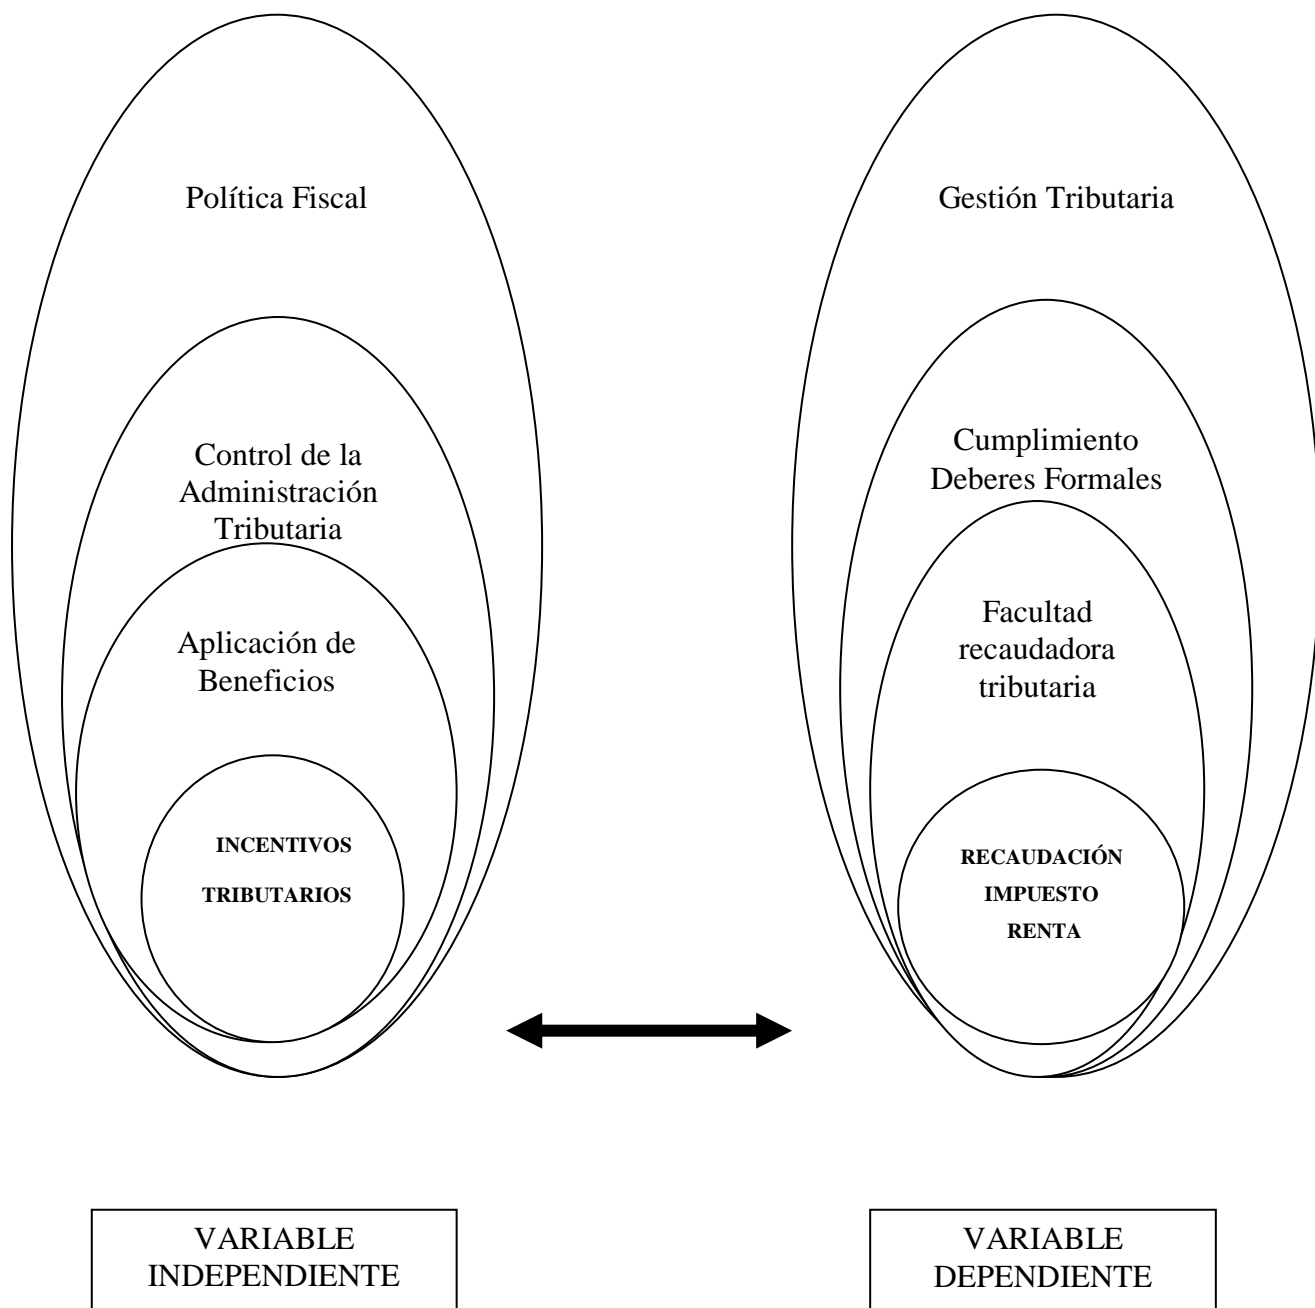 Política Fiscal
Control de la
Administración
Tributaria
Aplicación de
Beneficios
INCENTIVOS
TRIBUTARIOS
VARIABLE
INDEPENDIENTE
Gestión Tributaria
Cumplimiento
Deberes Formales
Facultad
recaudadora
tributaria
RECAUDACIÓN
IMPUESTO
RENTA
VARIABLE
DEPENDIENTE